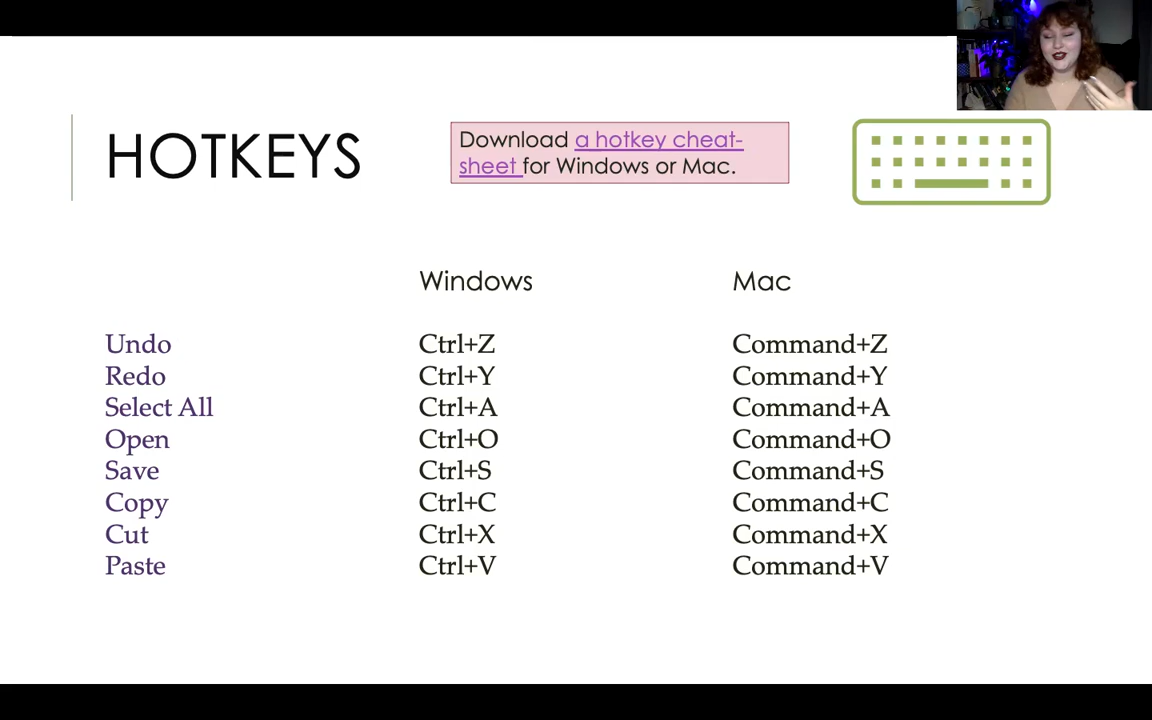 HOTKEYS
Download a hotkey cheat-
sheet for Windows or Mac.
Windows Mac
Undo Ctrl+Z Command+Z
Redo Ctrl+Y Command+Y
Select All Ctrl+A Command+A
Open Ctrl+O Command+O
Save Ctrl+S Command+S
Copy Ctrl+C Command+C
Cut Ctrl+X Command+X
Paste Ctrl+V Command+V